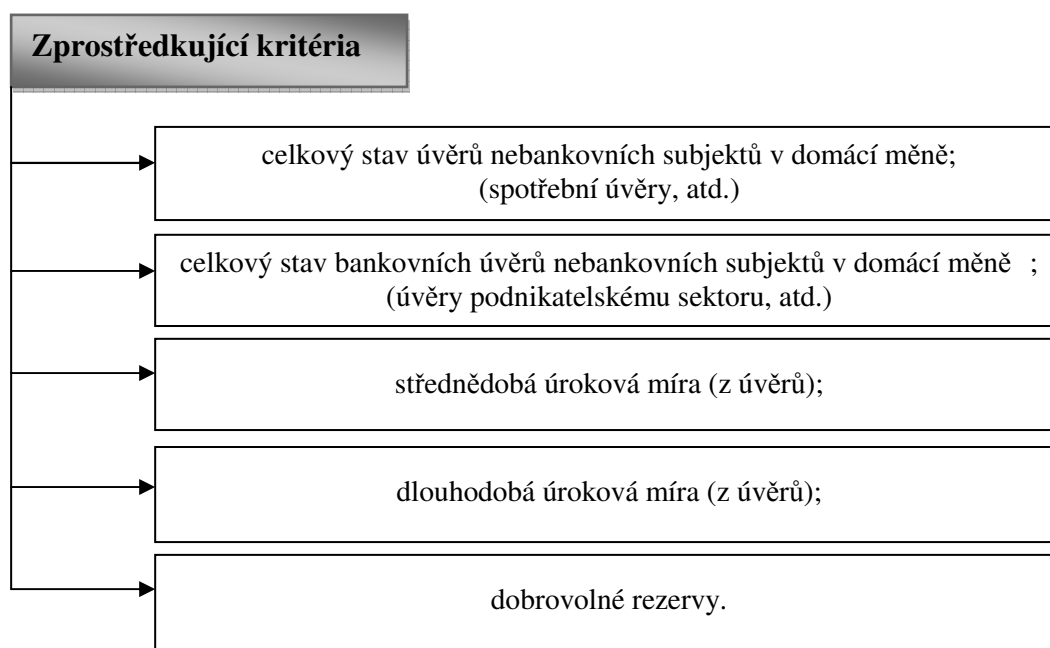 Zprostředkující kritéria
celkový stav úvěrů nebankovních subjektů v domácí měně;
(spotřební úvěry, atd.)
celkový stav bankovních úvěrů nebankovních subjektů v domácí měně ;
(úvěry podnikatelskému sektoru, atd.)
střednědobá úroková míra (z úvěrů);
dlouhodobá úroková míra (z úvěrů);
dobrovolné rezervy.